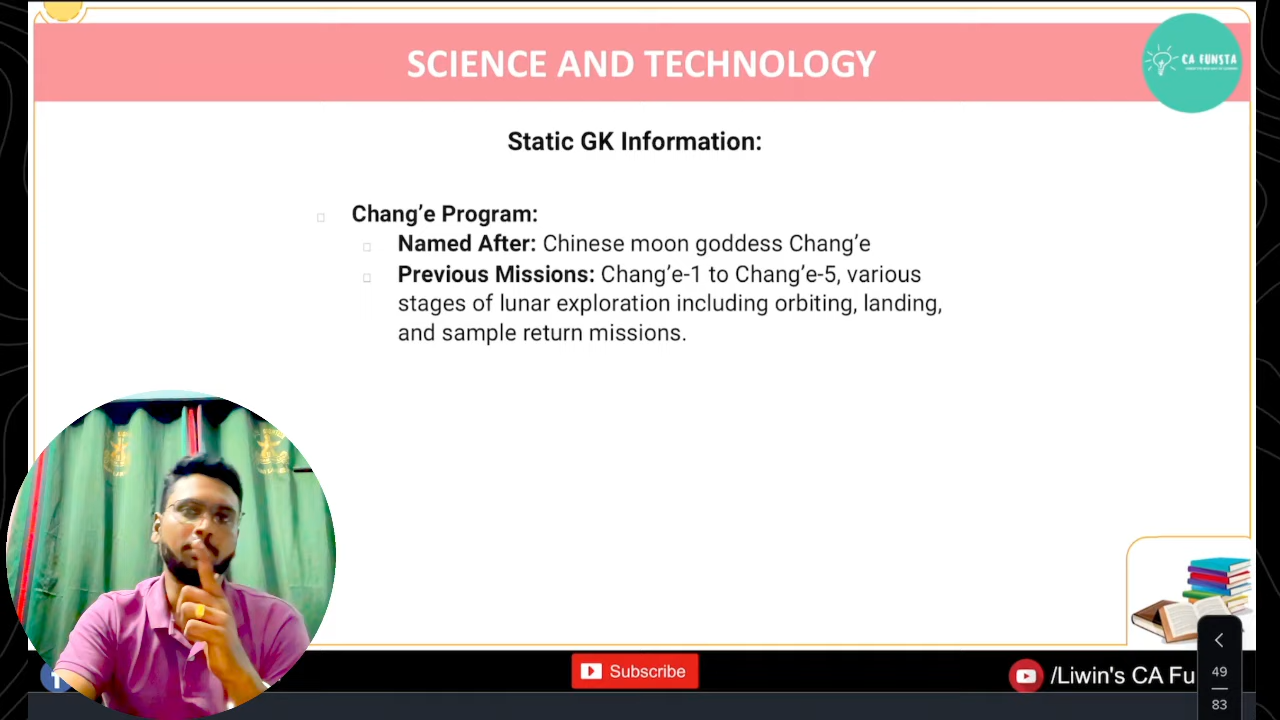 SCIENCE AND TECHNOLOGY
CA FUNSTA
Static GK Information:
Chang’e Program:
Named After: Chinese moon goddess Chang’e
Previous Missions: Chang’e-1 to Chang’e-5, various
stages of lunar exploration including orbiting, landing,
and sample return missions.
Subscribe
/Liwin's CA Fu
49
83